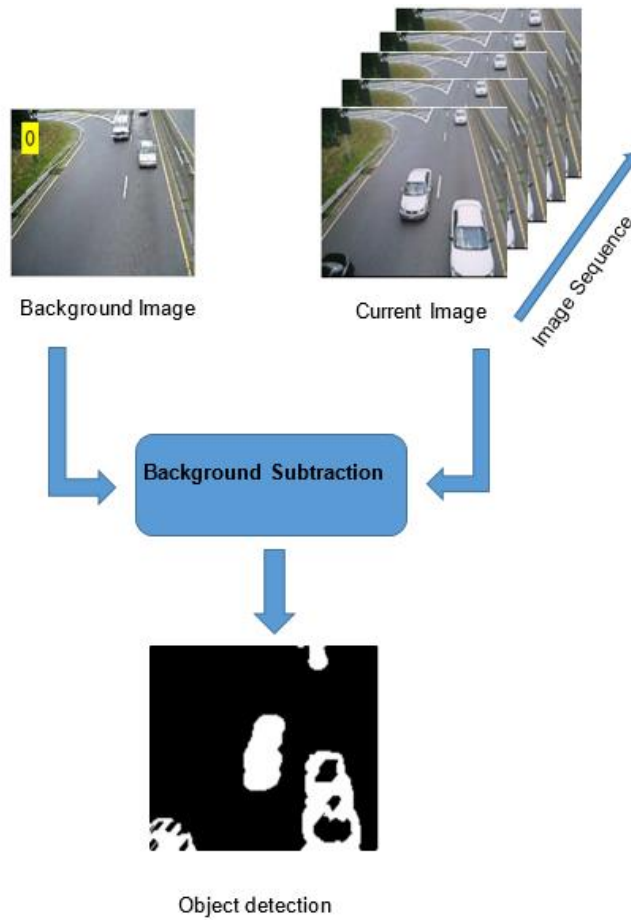 0
Background Image
Current Image
Image Sequence
Background Subtraction
Object detection